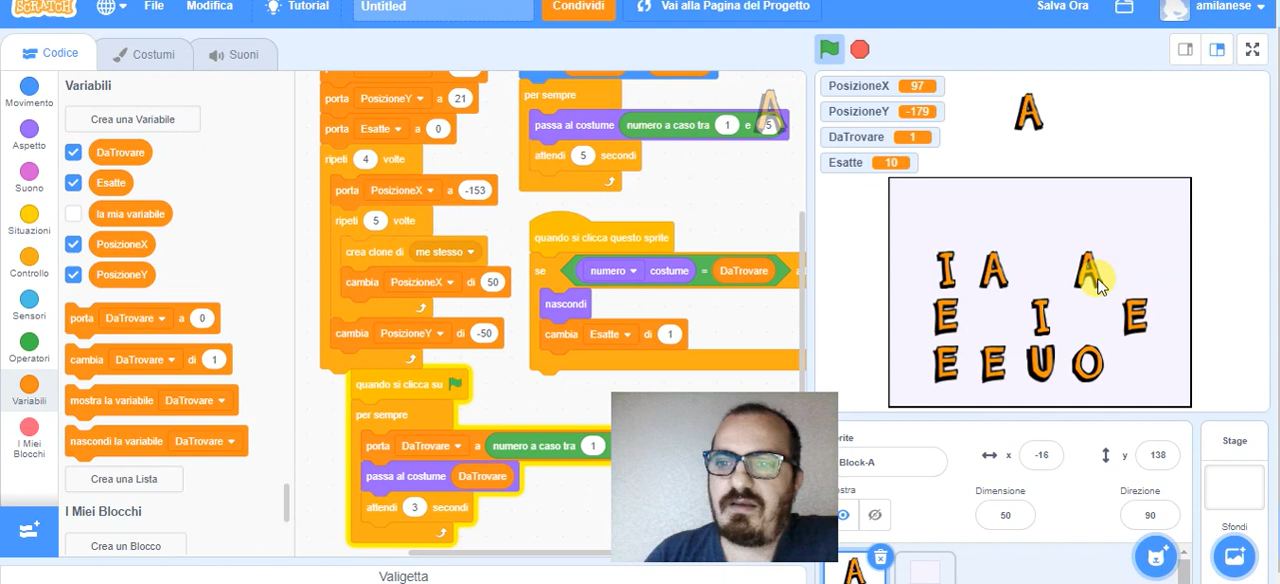 SCRATCH File Modifica Tutorial Untitled Condividi Vai alla Pagina del Progetto Salva Ora amilanese
Codice Costumi Suoni
Movimento
Aspetto
Suono
Situazioni
Controllo
Sensori
Operatori
Variabili
I Miei
Blocchi
Variabili
Crea una Variabile
DaTrovare
Esatte
la mia variabile
PosizioneX
PosizioneY
porta DaTrovare a 0
cambia DaTrovare di 1
mostra la variabile DaTrovare
nascondi la variabile DaTrovare
Crea una Lista
I Miei Blocchi
Crea un Blocco
porta PosizioneY a 21
porta Esatte a 0
ripeti 4 volte
porta PosizioneX a -153
ripeti 5 volte
crea clone di me stesso
cambia PosizioneX di 50
cambia PosizioneY di -50
quando si clicca su
per sempre
porta DaTrovare a numero a caso tra 1
passa al costume DaTrovare
attendi 3 secondi
per sempre
passa al costume numero a caso tra 1 e 5
attendi 5 secondi
A
quando si clicca questo sprite
se numero costume = DaTrovare
nascondi
cambia Esatte di 1
PosizioneX 97
PosizioneY -179
DaTrovare 1
Esatte 10
A
I A A
E I E
E E U O
Block-A x -16 y 138
Dimensione Direzione
50 90
Stage
Sfondi
A
Valigetta